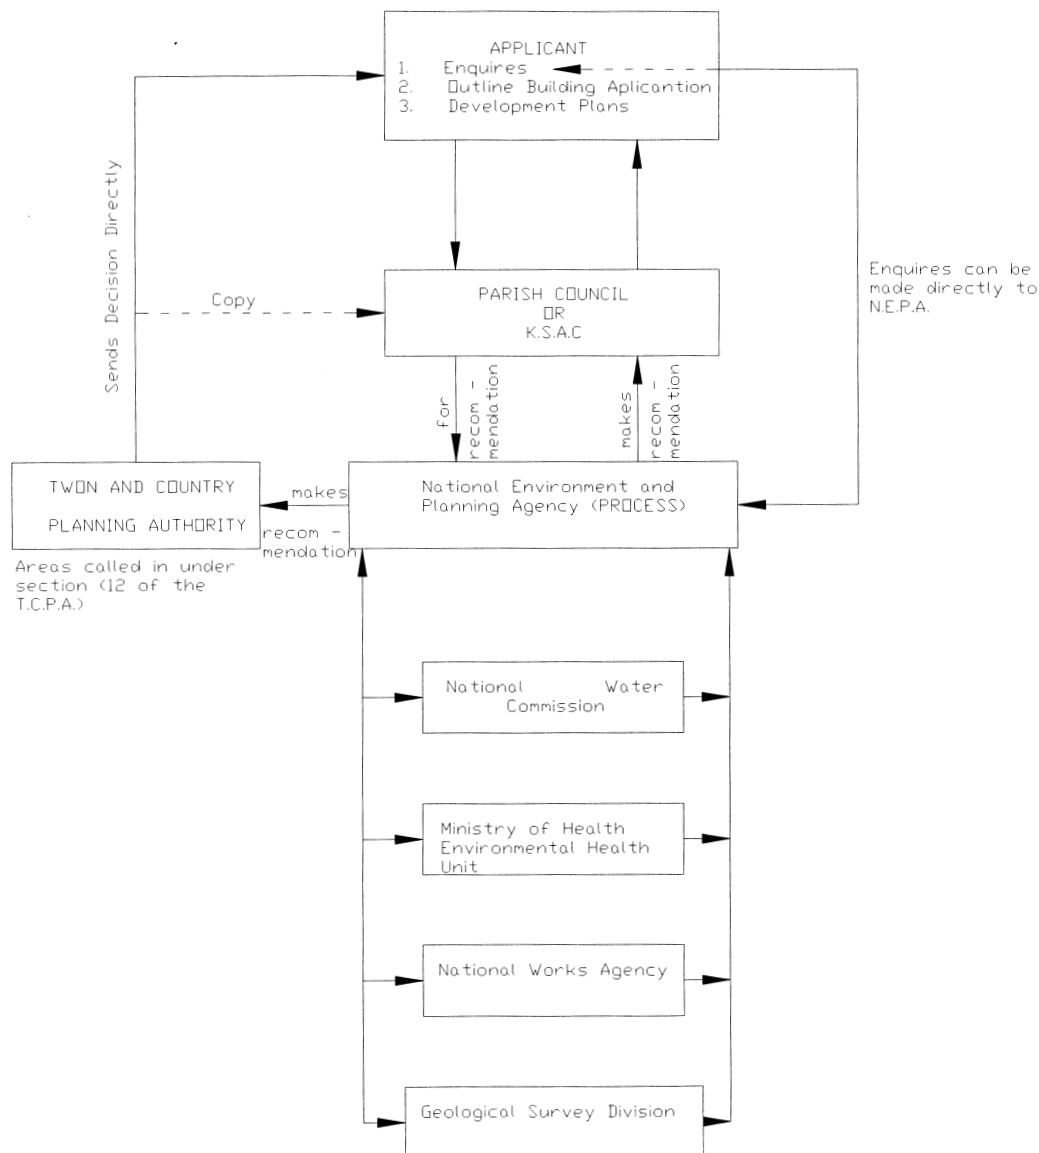 APPLICANT
1. Enquires
2. Outline Building Aplicantion
3. Development Plans
Sends Decision Directly
Copy
Enquires can be
made directly to
N.E.P.A.
PARISH COUNCIL
OR
K.S.A.C
for
recom -
mendation
makes
recom -
mendation
TWON AND COUNTRY
PLANNING AUTHORITY
makes
recom -
mendation
National Environment and
Planning Agency (PROCESS)
Areas called in under
section (12 of the
T.C.P.A.)
National Water
Commission
Ministry of Health
Environmental Health
Unit
National Works Agency
Geological Survey Division